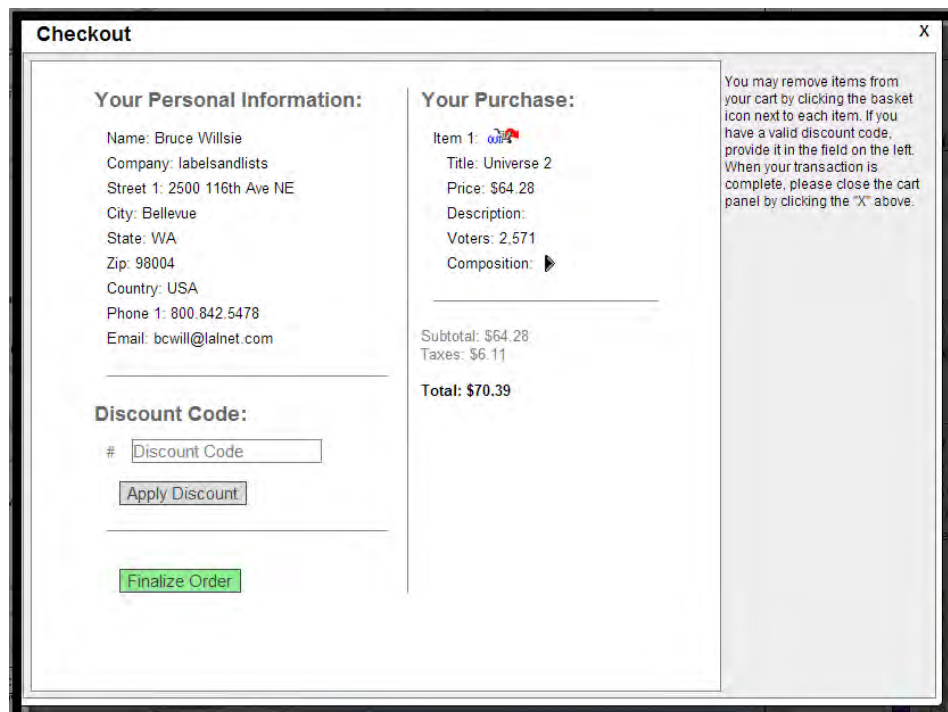 Checkout
X
Your Personal Information:
Name: Bruce Willsie
Company: labelsandlists
Street 1: 2500 116th Ave NE
City: Bellevue
State: WA
Zip: 98004
Country: USA
Phone 1: 800.842.5478
Email: bcwill@lalnet.com
Discount Code:
# Discount Code
Apply Discount
Finalize Order
Your Purchase:
Item 1: OUT
Title: Universe 2
Price: $64.28
Description:
Voters: 2,571
Composition:
Subtotal: $64.28
Taxes: $6.11
Total: $70.39
You may remove items from
your cart by clicking the basket
icon next to each item. If you
have a valid discount code,
provide it in the field on the left.
When your transaction is
complete, please close the cart
panel by clicking the "X" above.